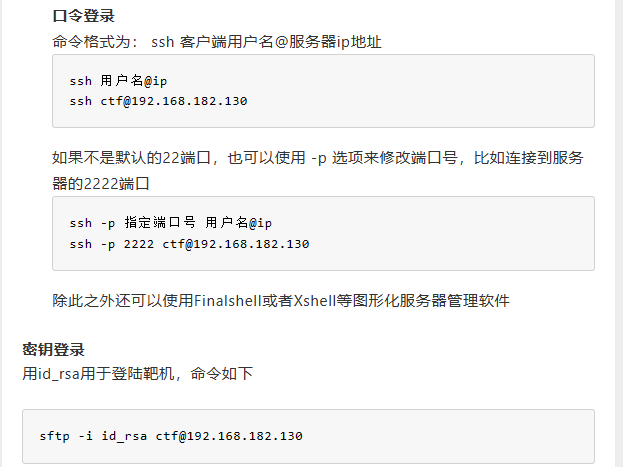 口令登录
命令格式为： ssh 客户端用户名@服务器ip地址
ssh 用户名@ip
ssh ctf@192.168.182.130
如果不是默认的22端口，也可以使用 -p 选项来修改端口号，比如连接到服务
器的2222端口
ssh -p 指定端口号 用户名@ip
ssh -p 2222 ctf@192.168.182.130
除此之外还可以使用Finalshell或者Xshell等图形化服务器管理软件
密钥登录
用id_rsa用于登陆靶机，命令如下
sftp -i id_rsa ctf@192.168.182.130